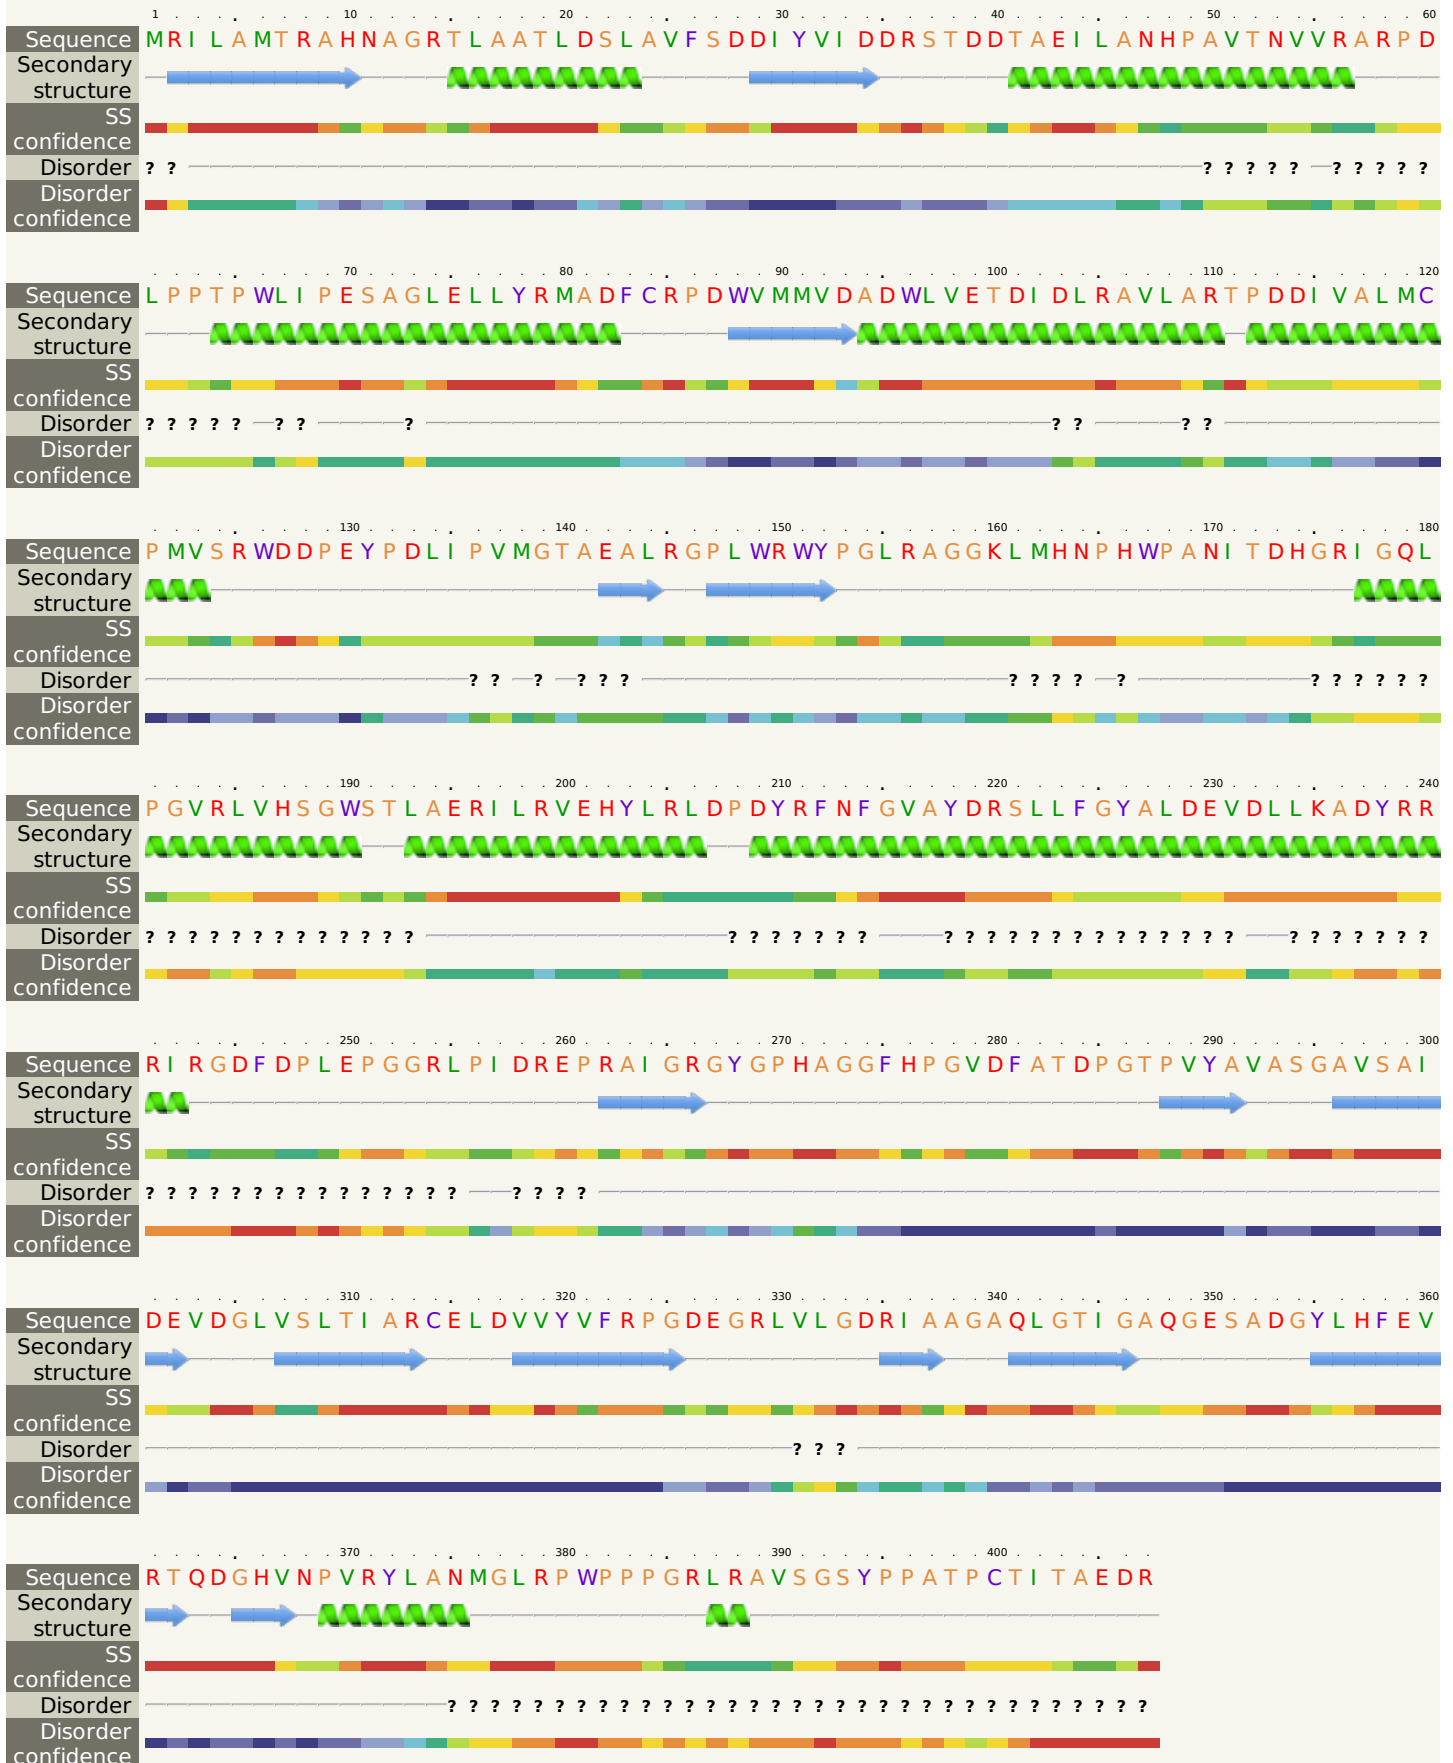 1 . . . . . . . . 10 . . . . . . . . . 20 . . . . . . . . . 30 . . . . . . . . . 40 . . . . . . . . . 50 . . . . . . . . . 60
Sequence MRILAMTRAHNAGRTLAATLDSLAVFSDDIYVIDDRSTDDTAEILANHPAVTNVVRARPD
Secondary
structure
SS
confidence
Disorder ? ? ? ? ? ? ? ? ? ? ? ?
Disorder
confidence
. . . . . . . . 70 . . . . . . . . . 80 . . . . . . . . . 90 . . . . . . . . . 100 . . . . . . . . . 110 . . . . . . . . . 120
Sequence LPPTPWLIPESAGLELLYRMADFCRPDWVMMVDADWLVETDIDLRAVLARTPDDIVALMC
Secondary
structure
SS
confidence
Disorder ? ? ? ? ? ? ? ? ? ? ? ?
Disorder
confidence
. . . . . . . . 130 . . . . . . . . . 140 . . . . . . . . . 150 . . . . . . . . . 160 . . . . . . . . . 170 . . . . . . . . . 180
Sequence PMVSRWDDPEYPDLIPVMGTAEALRGPLWRWYPGLRAGGKLMHNPHWPANITDHGRIGQL
Secondary
structure
SS
confidence
Disorder ? ? ? ? ? ? ? ? ? ? ? ? ? ? ? ? ?
Disorder
confidence
. . . . . . . . 190 . . . . . . . . . 200 . . . . . . . . . 210 . . . . . . . . . 220 . . . . . . . . . 230 . . . . . . . . . 240
Sequence PGVRLVHSGWSTLAERILRVEHYLRLDPDYRFNFGVAYDRSLLFGYALDEVDLLKADYRR
Secondary
structure
SS
confidence
Disorder ? ? ? ? ? ? ? ? ? ? ? ? ? ? ? ? ? ? ? ? ? ? ? ? ? ? ? ? ? ? ? ? ? ? ? ? ? ? ? ? ?
Disorder
confidence
. . . . . . . . 250 . . . . . . . . . 260 . . . . . . . . . 270 . . . . . . . . . 280 . . . . . . . . . 290 . . . . . . . . . 300
Sequence RIRGDFDPLEPGGRLPIDREPRAIGRGYGPHAGGFHPGVDFATDPGTPVYAVASGAVSAI
Secondary
structure
SS
confidence
Disorder ? ? ? ? ? ? ? ? ? ? ? ? ? ? ? ? ? ? ?
Disorder
confidence
. . . . . . . . 310 . . . . . . . . . 320 . . . . . . . . . 330 . . . . . . . . . 340 . . . . . . . . . 350 . . . . . . . . . 360
Sequence DEVDGLVSLTIARCELDVVYVFRPGDEGRLVLGDRIAAGAQLGTIGAQGESADGYLHFEV
Secondary
structure
SS
confidence
Disorder ? ? ?
Disorder
confidence
. . . . . . . . 370 . . . . . . . . . 380 . . . . . . . . . 390 . . . . . . . . . 400 . . . . . . .
Sequence RTQDGHVNPVRYLANMGLRPWPPPGRLRAVSGSYPPATPCTITAEDR
Secondary
structure
SS
confidence
Disorder ? ? ? ? ? ? ? ? ? ? ? ? ? ? ? ? ? ? ? ? ? ? ? ? ? ? ? ? ? ? ? ? ?
Disorder
confidence